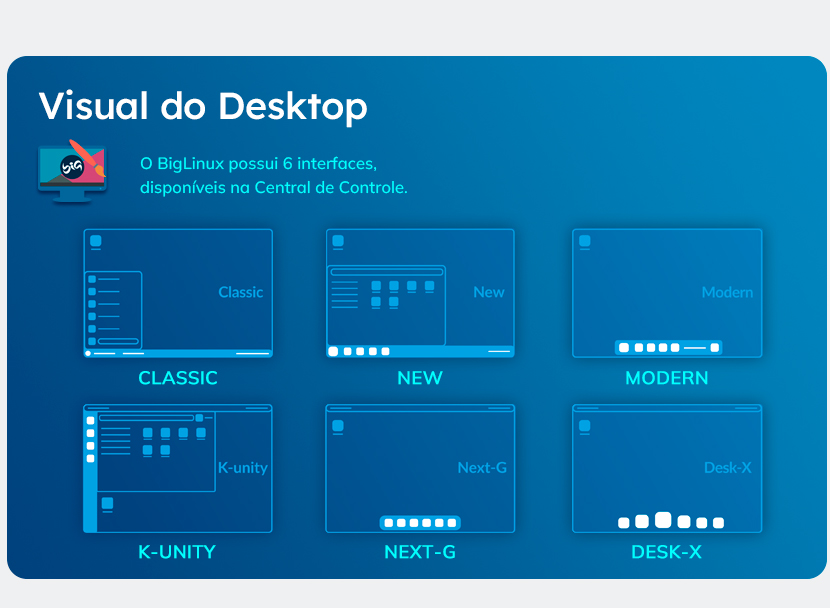 Visual do Desktop
big
O BigLinux possui 6 interfaces,
disponíveis na Central de Controle.
Classic
New
Modern
CLASSIC
NEW
MODERN
K-unity
Next-G
Desk-X
K-UNITY
NEXT-G
DESK-X